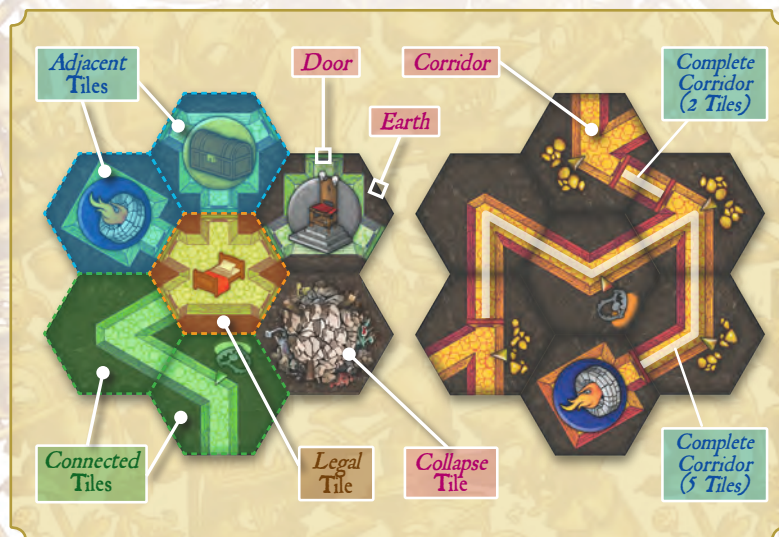 Adjacent
Tiles
Door
Earth
Corridor
Complete
Corridor
(2 Tiles)
Connected
Tiles
Legal
Tile
Collapse
Tile
Complete
Corridor
(5 Tiles)